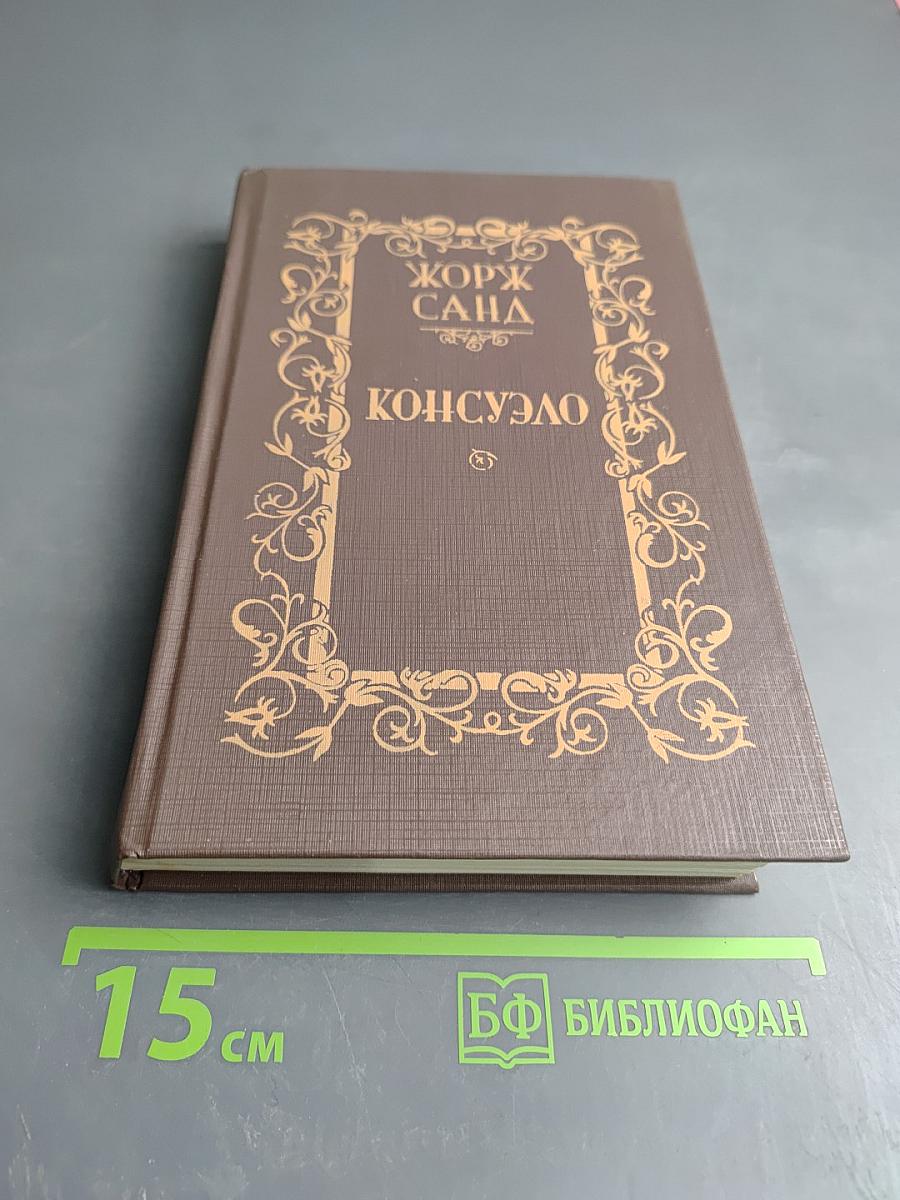 ЖОРЖ
САНД
КОНСУЭЛО
15 см
БФ БИБЛИОФАН